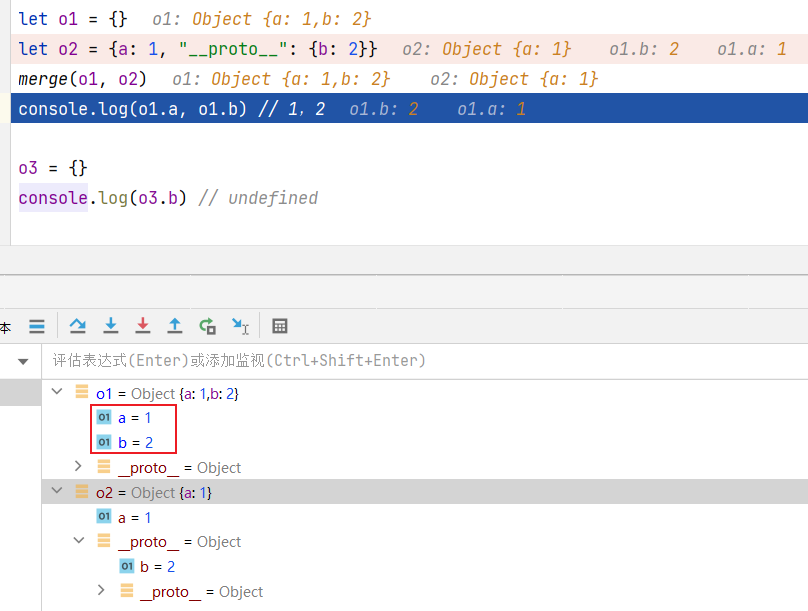 let o1 = {} o1: Object {a: 1,b: 2}
let o2 = {a: 1, "__proto__": {b: 2}} o2: Object {a: 1} o1.b: 2 o1.a: 1
merge(o1, o2) o1: Object {a: 1,b: 2} o2: Object {a: 1}
console.log(o1.a, o1.b) // 1, 2 o1.b: 2 o1.a: 1
o3 = {}
console.log(o3.b) // undefined
本
评估表达式(Enter)或添加监视(Ctrl+Shift+Enter)
o1 = Object {a: 1,b: 2}
01 a = 1
01 b = 2
__proto__ = Object
o2 = Object {a: 1}
01 a = 1
__proto__ = Object
01 b = 2
__proto__ = Object